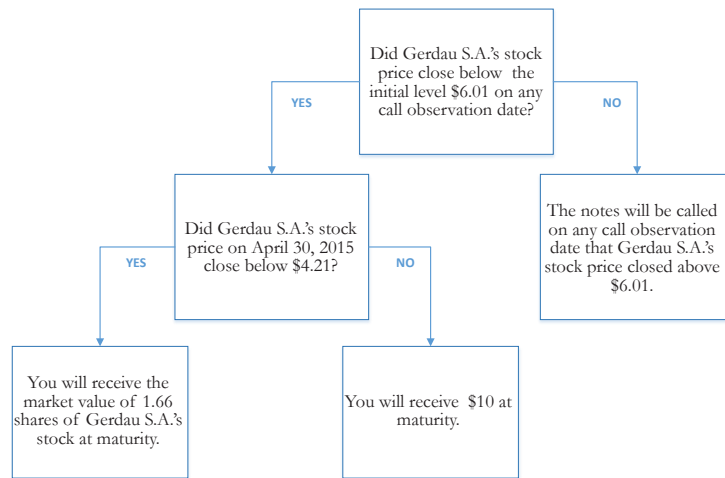 Did Gerdau S.A.'s stock
price close below the
initial level $6.01 on any
call observation date?
YES
NO
Did Gerdau S.A.'s stock
price on April 30, 2015
close below $4.21?
The notes will be called
on any call observation
date that Gerdau S.A.'s
stock price closed above
$6.01.
YES
NO
You will receive the
market value of 1.66
shares of Gerdau S.A.'s
stock at maturity.
You will receive $10 at
maturity.